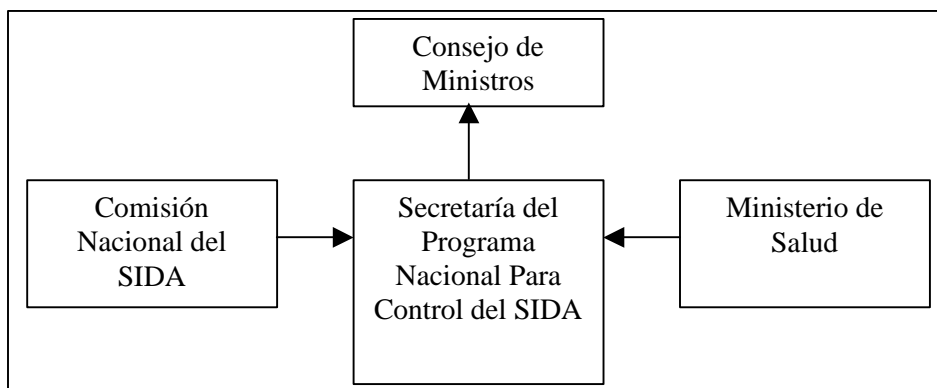 Consejo de
Ministros
Comisión
Nacional del
SIDA
Secretaría del
Programa
Nacional Para
Control del SIDA
Ministerio de
Salud